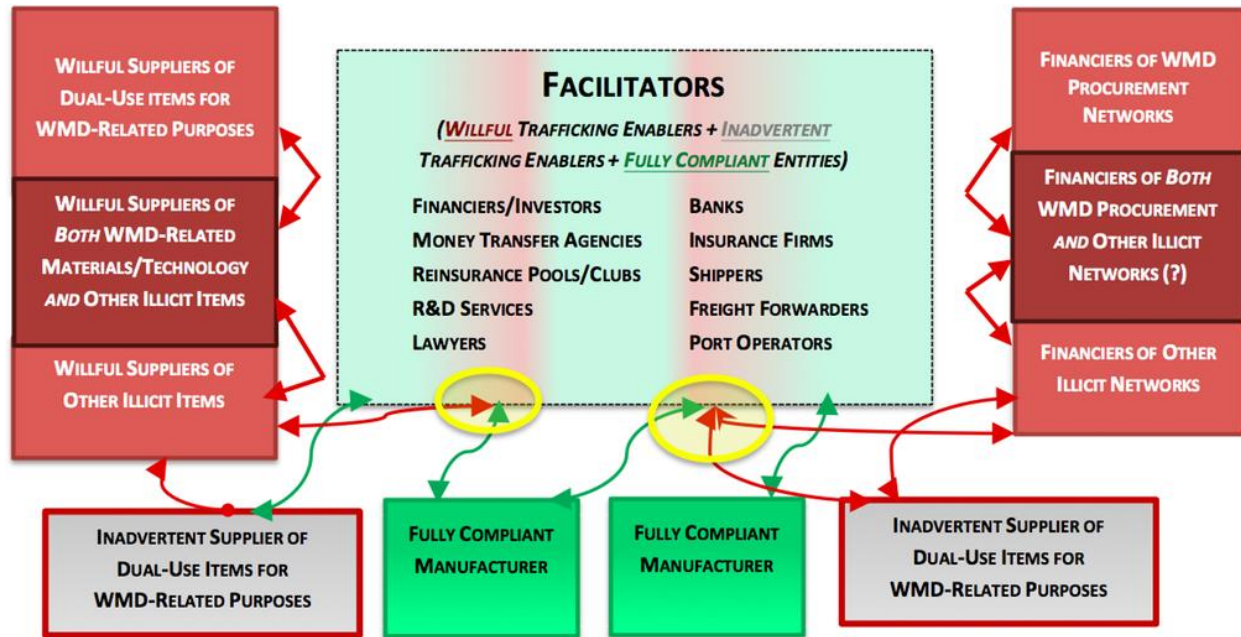 Willful Suppliers of
Dual-Use items for
WMD-Related Purposes
Willful Suppliers of
Both WMD-Related
Materials/Technology
and Other Illicit Items
Willful Suppliers of
Other Illicit Items
Facilitators
(Willful Trafficking Enablers + Inadvertent
Trafficking Enablers + Fully Compliant Entities)
Financiers/Investors
Money Transfer Agencies
Reinsurance Pools/Clubs
R&D Services
Lawyers
Banks
Insurance Firms
Shippers
Freight Forwarders
Port Operators
Financiers of WMD
Procurement
Networks
Financiers of Both
WMD Procurement
and Other Illicit
Networks (?)
Financiers of Other
Illicit Networks
Inadvertent Supplier of
Dual-Use Items for
WMD-Related Purposes
Fully Compliant
Manufacturer
Fully Compliant
Manufacturer
Inadvertent Supplier of
Dual-Use Items for
WMD-Related Purposes